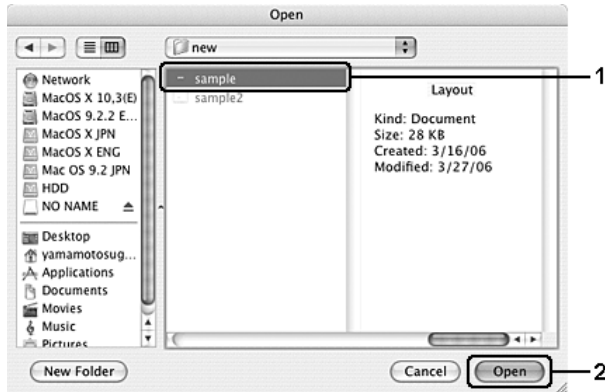 Open
new
Network
MacOS X 10,3(E)
MacOS 9.2.2 E...
MacOS X JPN
MacOS X ENG
Mac OS 9.2 JPN
HDD
NO NAME
Desktop
yamamotosug...
Applications
Documents
Movies
Music
Pictures
sample
sample2
Layout
Kind: Document
Size: 28 KB
Created: 3/16/06
Modified: 3/27/06
1
New Folder
Cancel
Open
2